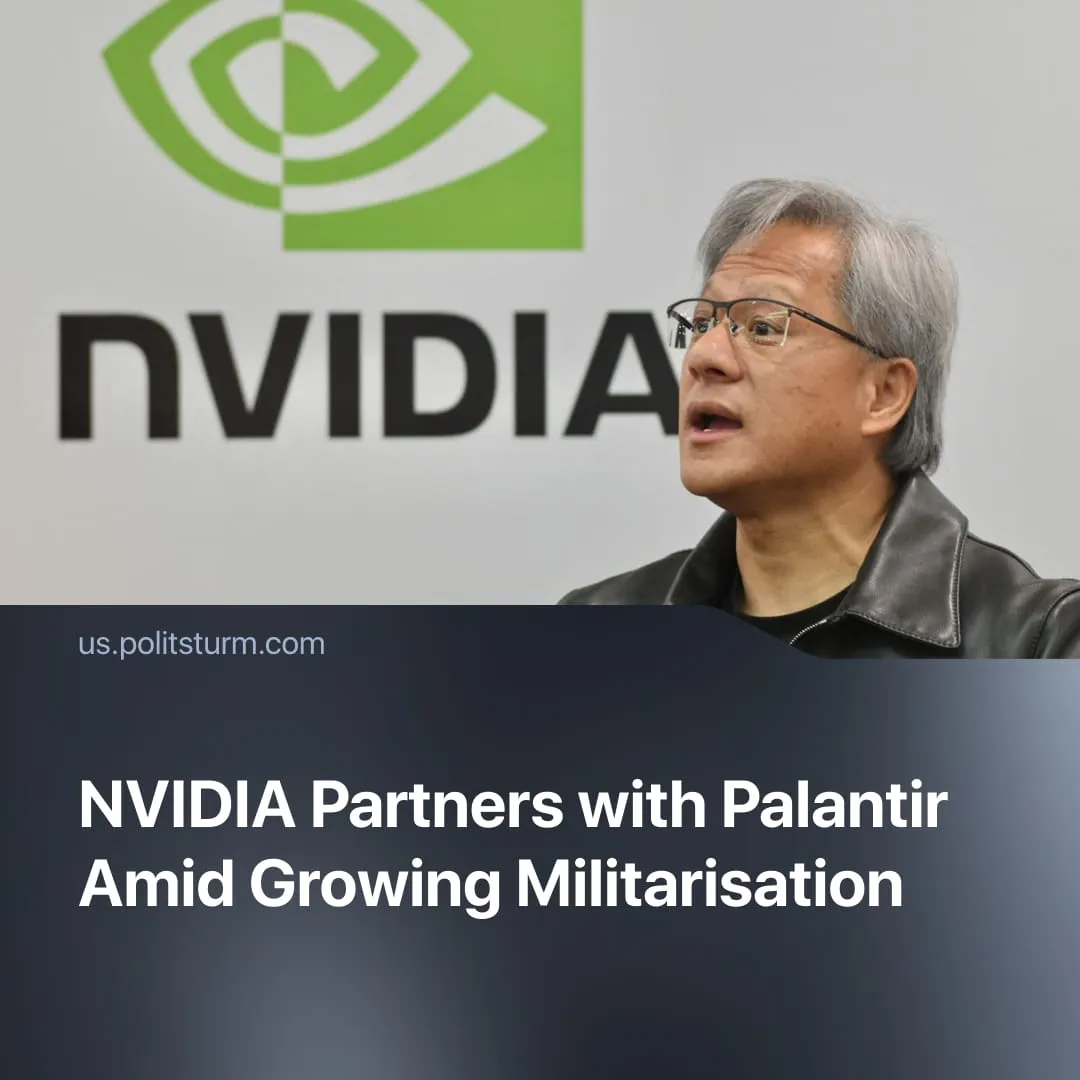 NVIDIA
us.politsturm.com
NVIDIA Partners with Palantir
Amid Growing Militarisation